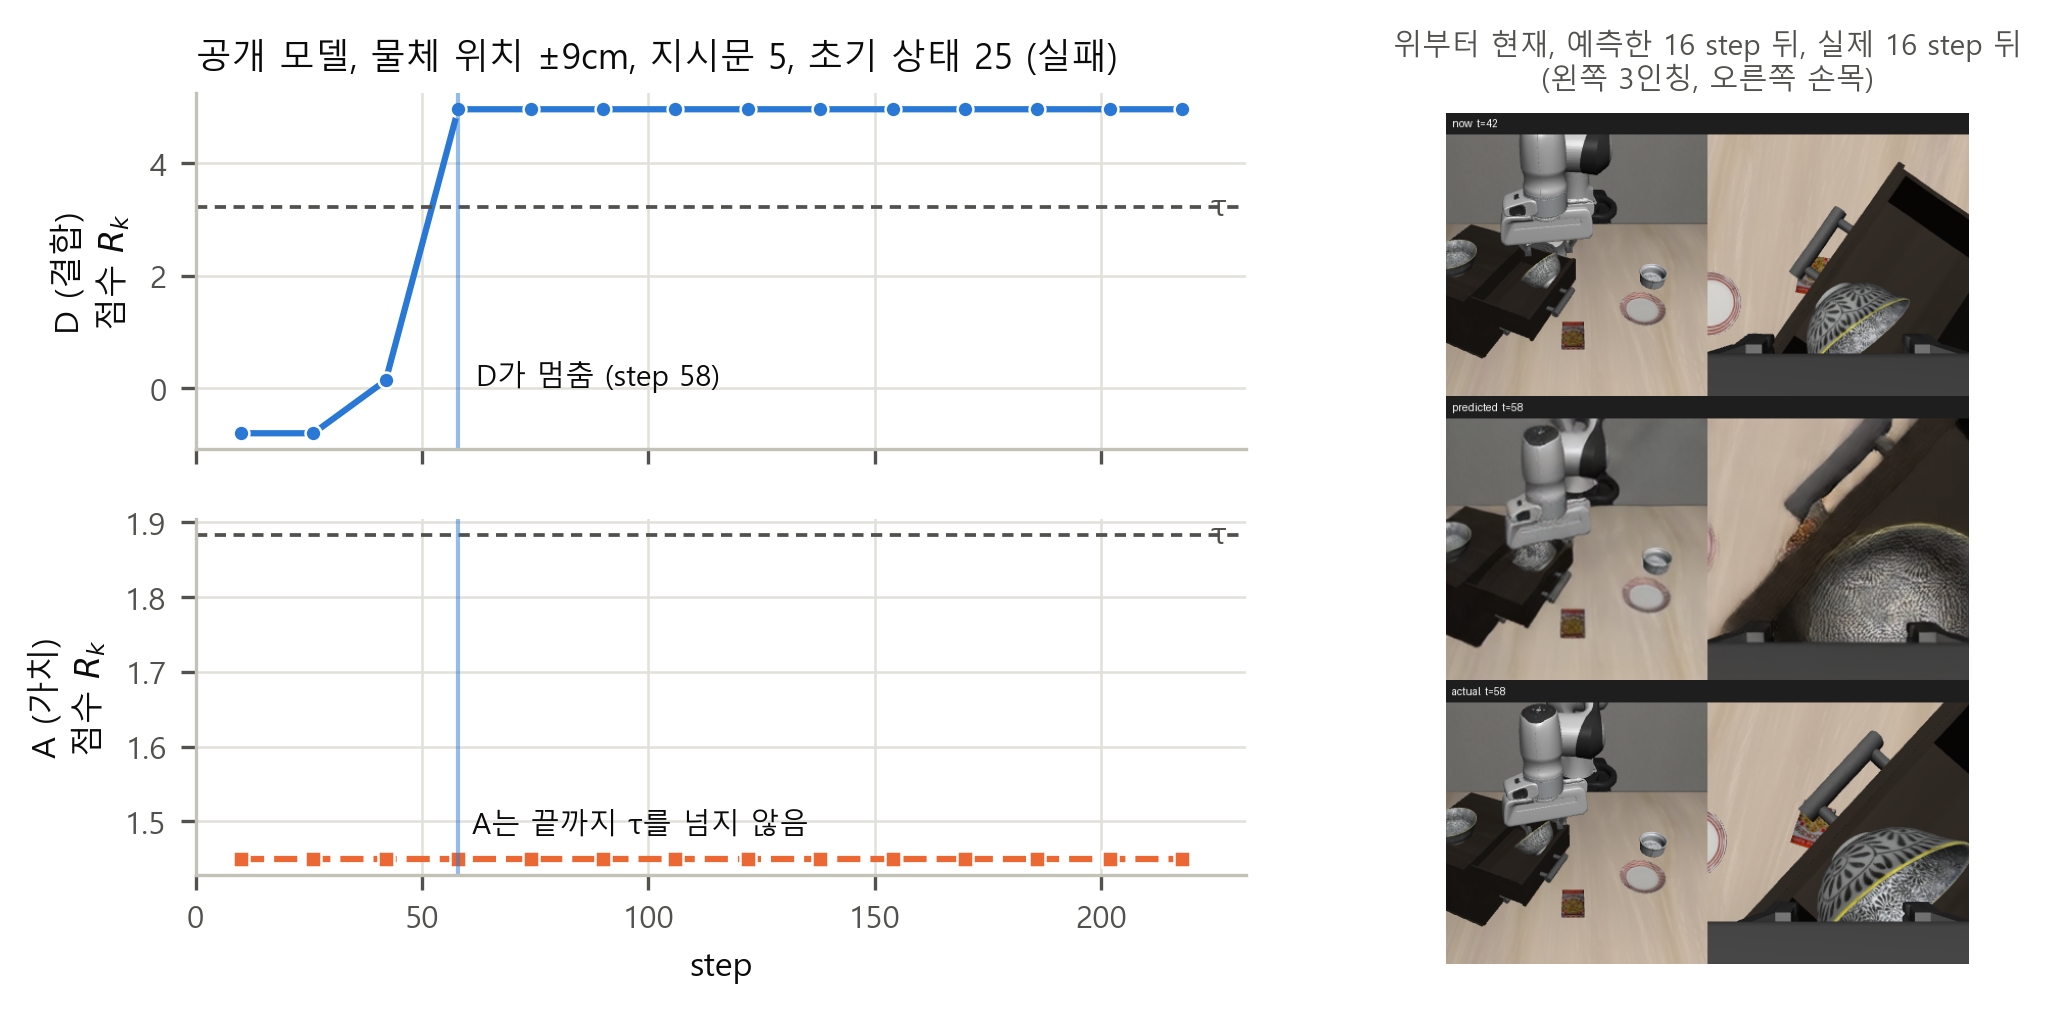 공개 모델, 물체 위치 ±9cm, 지시문 5, 초기 상태 25 (실패)
D (결합)
점수 Rk
4
2
0
τ
D가 멈춤 (step 58)
A (가치)
점수 Rk
1.9
1.8
1.7
1.6
1.5
τ
A는 끝까지 τ를 넘지 않음
0
50
100
150
200
step
위부터 현재, 예측한 16 step 뒤, 실제 16 step 뒤
(왼쪽 3인칭, 오른쪽 손목)
now t=42
predicted t=58
actual t=58